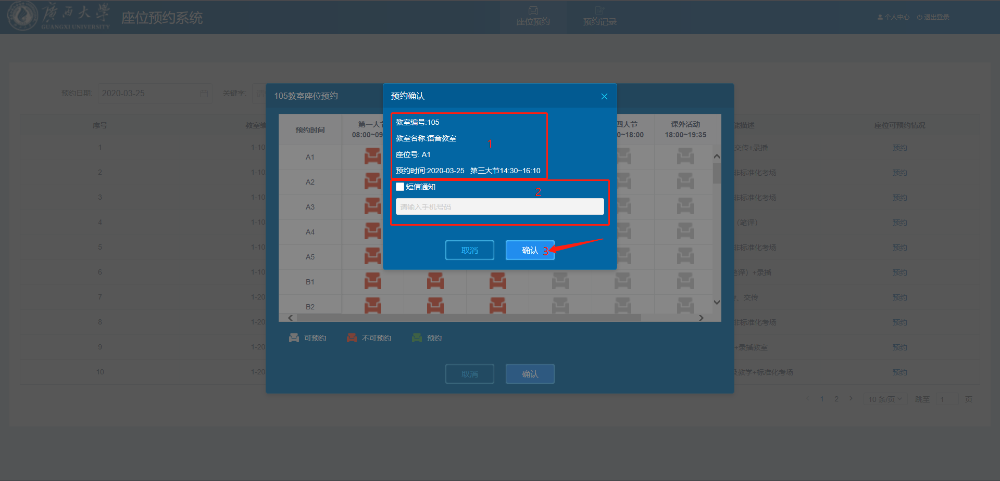 廣西大學
GUANGXI UNIVERSITY
座位预约系统
座位预约
预约记录
个人中心
退出登录
预约日期:
2020-03-25
关键字:
105教室座位预约
预约确认
教室编号:105
教室名称:语音教室
座位号: A1
预约时间:2020-03-25 第三大节14:30~16:10
1
短信通知
2
请输入手机号码
取消
确认
3
序号
教室编
预约时间
第一大节
08:00~09
四大节
0~18:00
课外活动
18:00~19:35
能描述
座位可预约情况
1
1-10
A1
交传+录播
预约
2
1-10
A2
非标准化考场
预约
3
1-10
A3
非标准化考场
预约
4
1-10
A4
（笔译）
预约
5
1-10
A5
非标准化考场
预约
6
1-10
B1
笔译）+录播
预约
7
1-20
B2
、交传
预约
8
1-20
非标准化考场
预约
9
1-20
+录播教室
预约
10
1-20
及教学+标准化考场
预约
可预约
不可预约
预约
取消
确认
1
2
10 条/页
跳至
1
页